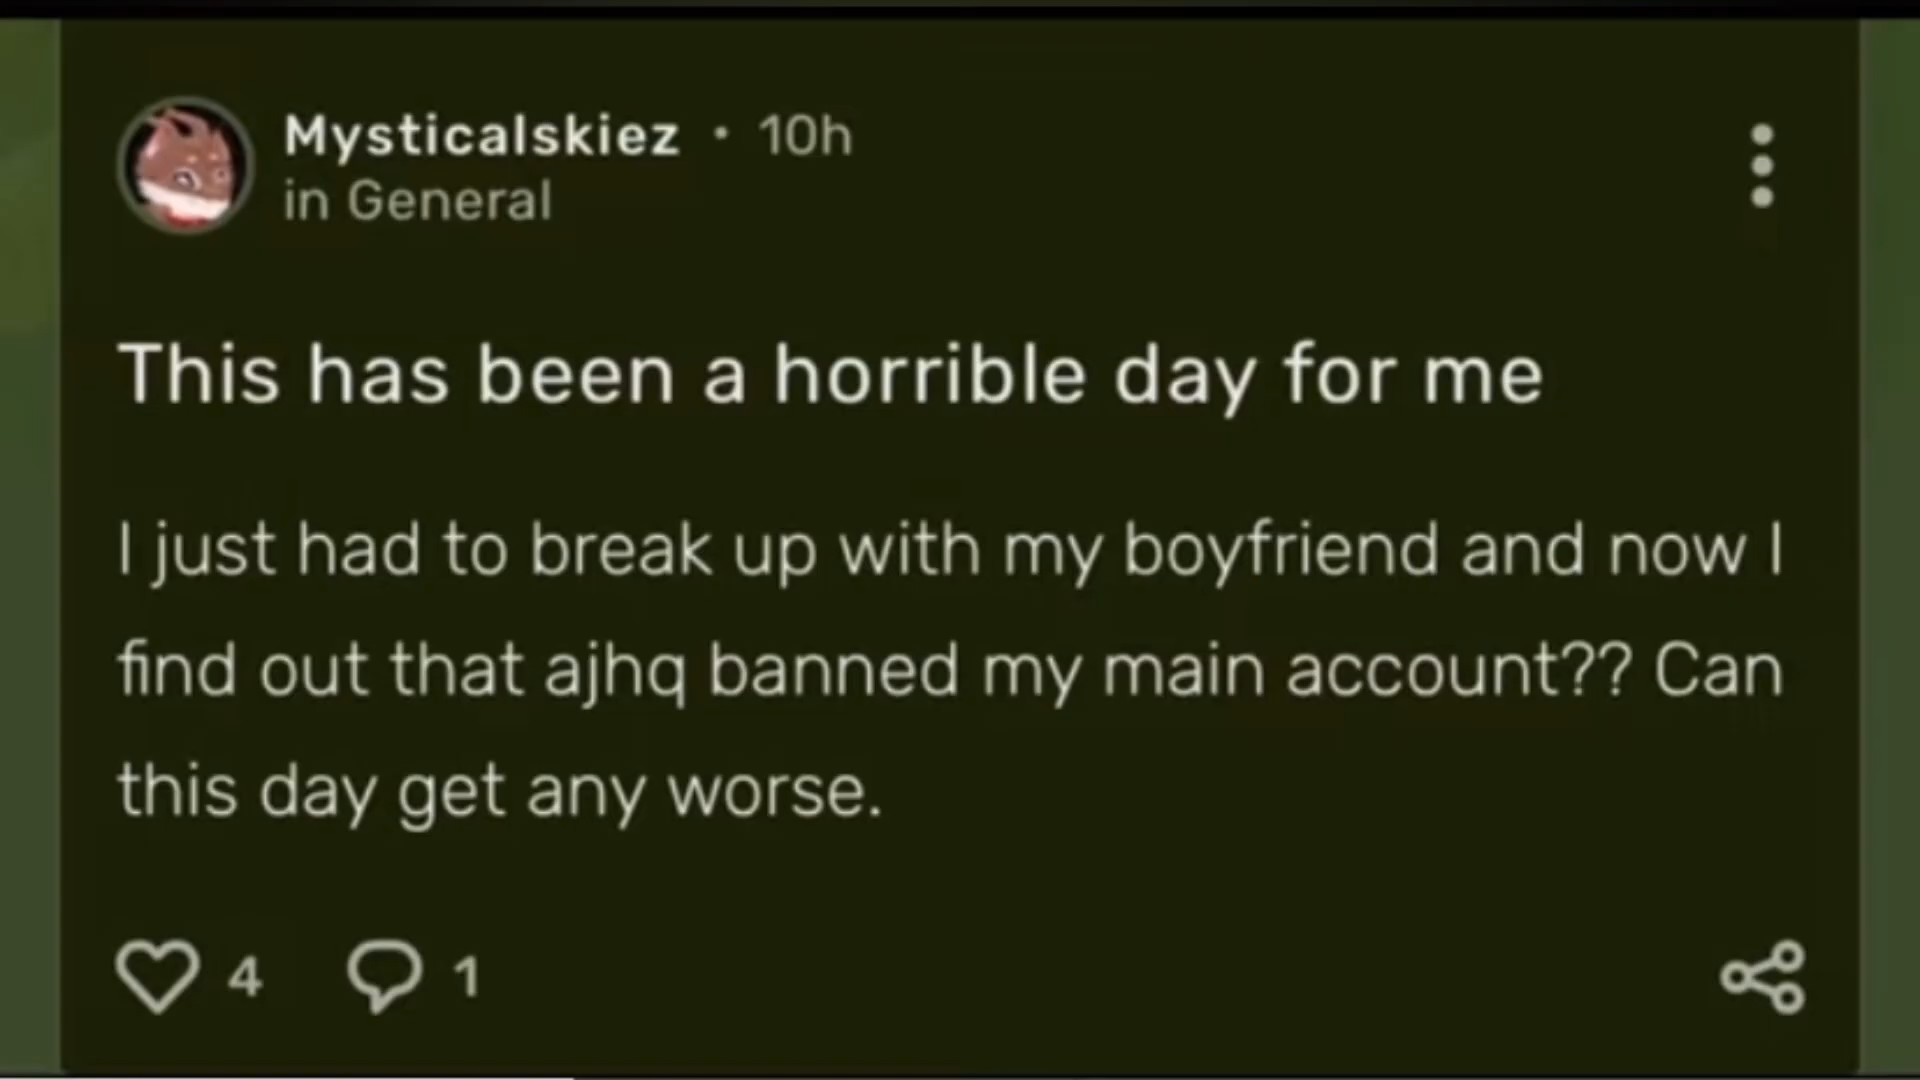 Mysticalskiez • 10h
in General
This has been a horrible day for me
I just had to break up with my boyfriend and now I
find out that ajhq banned my main account?? Can
this day get any worse.
4 1